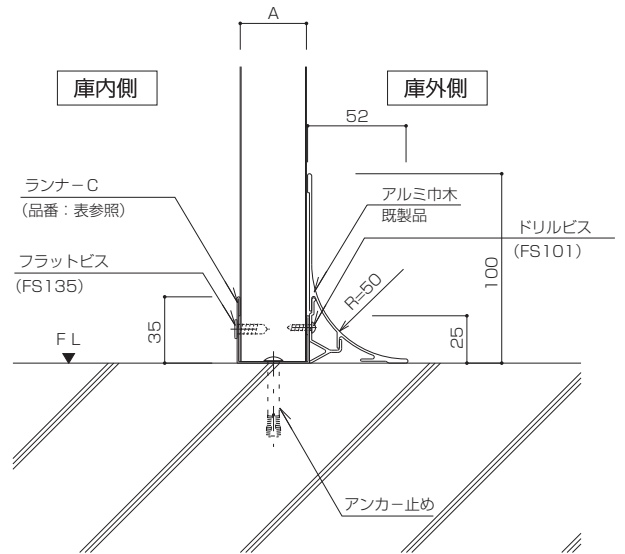 A
庫内側
庫外側
52
ランナーC
(品番：表参照)
アルミ巾木
既製品
ドリルビス
(FS101)
フラットビス
(FS135)
R=50
100
35
25
FL
アンカー止め